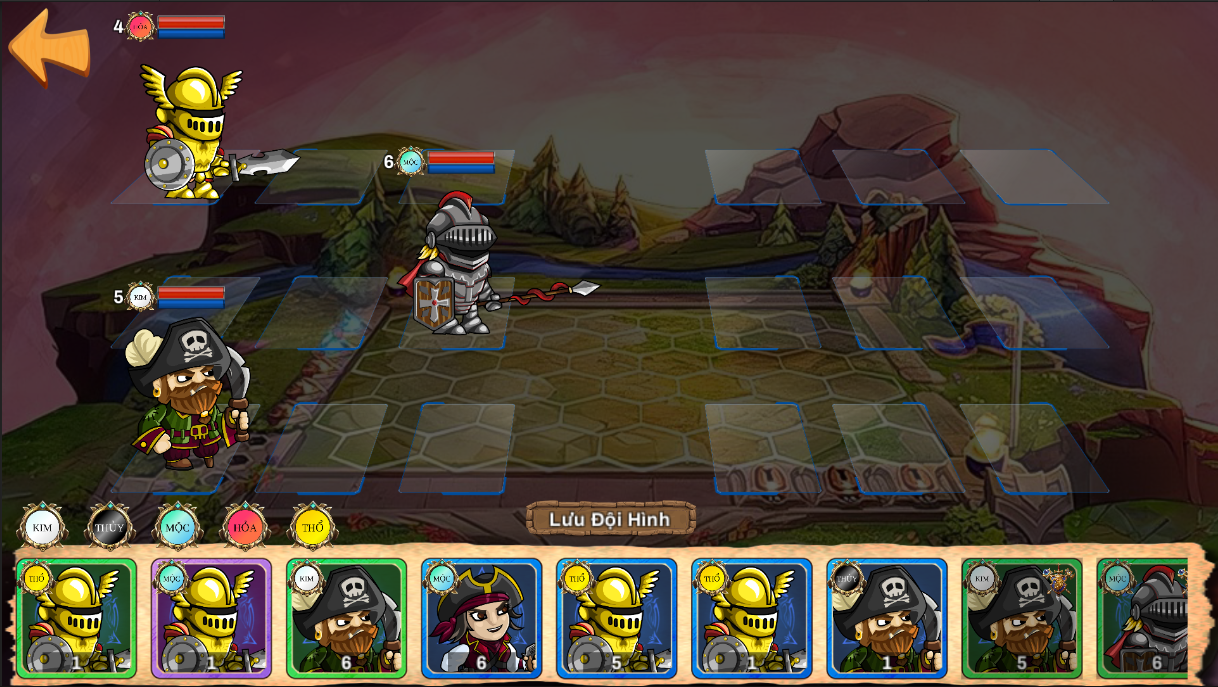 4 HỎA
6 MỘC
5 KIM
KIM THỦY MỘC HỎA THỔ
Lưu Đội Hình
THỔ MỘC KIM MỘC THỔ THỔ THỦY KIM MỘC
1 1 6 6 5 1 1 5 6